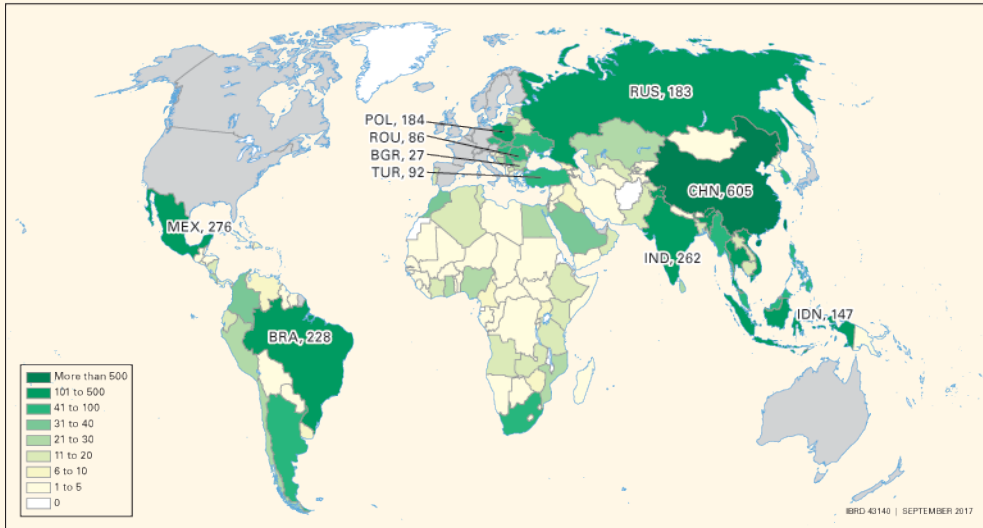 POL, 184
RUS, 183
ROU, 86
BGR, 27
TUR, 92
CHN, 605
MEX, 276
IND, 262
IDN, 147
BRA, 228
More than 500
101 to 500
41 to 100
31 to 40
21 to 30
11 to 20
6 to 10
1 to 5
0
IBRD 43140 | SEPTEMBER 2017